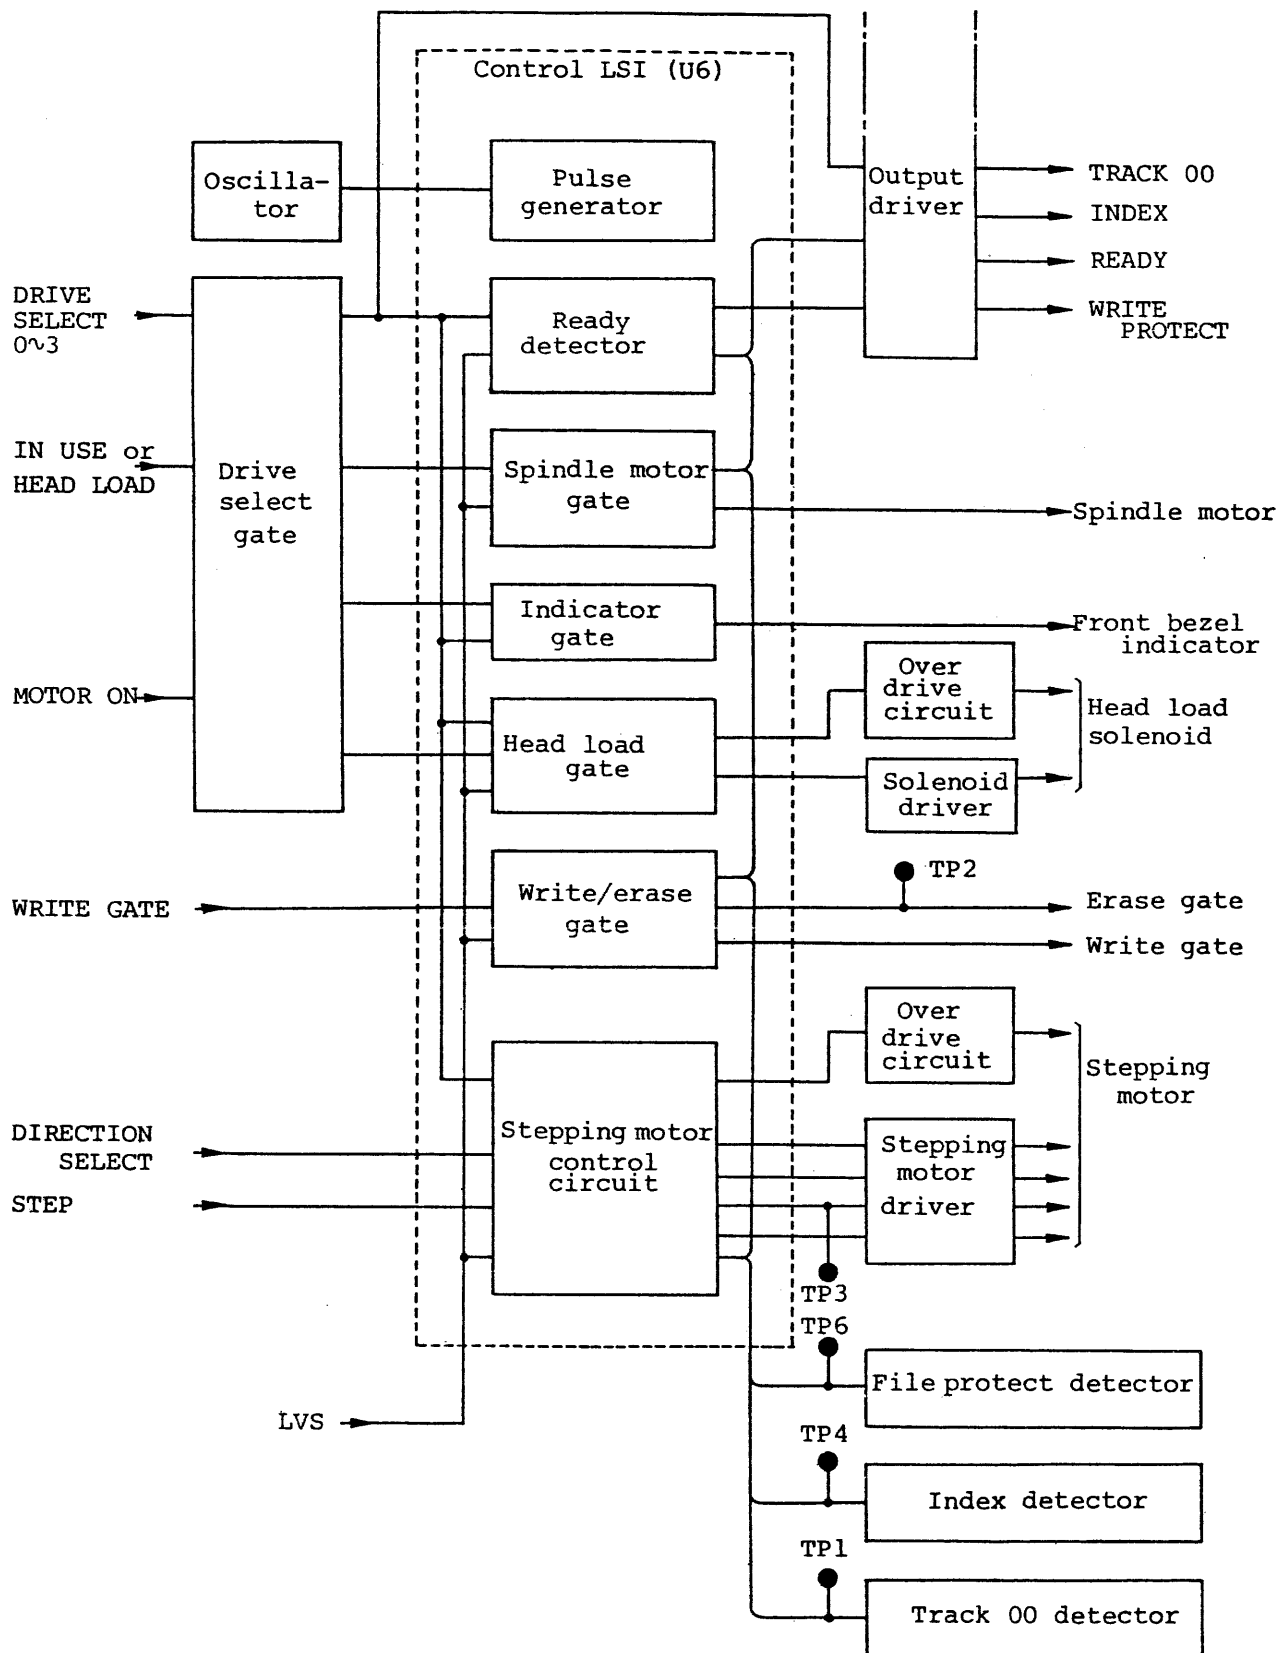 Control LSI (U6)
Oscilla-
tor
Pulse
generator
Output
driver
TRACK 00
INDEX
READY
WRITE
PROTECT
DRIVE
SELECT
0∿3
Ready
detector
IN USE or
HEAD LOAD
Drive
select
gate
Spindle motor
gate
Spindle motor
Indicator
gate
Front bezel
indicator
MOTOR ON
Head load
gate
Over
drive
circuit
Solenoid
driver
Head load
solenoid
WRITE GATE
Write/erase
gate
TP2
Erase gate
Write gate
Over
drive
circuit
Stepping
motor
DIRECTION
SELECT
STEP
Stepping motor
control
circuit
Stepping
motor
driver
TP3
TP6
File protect detector
LVS
TP4
Index detector
TP1
Track 00 detector